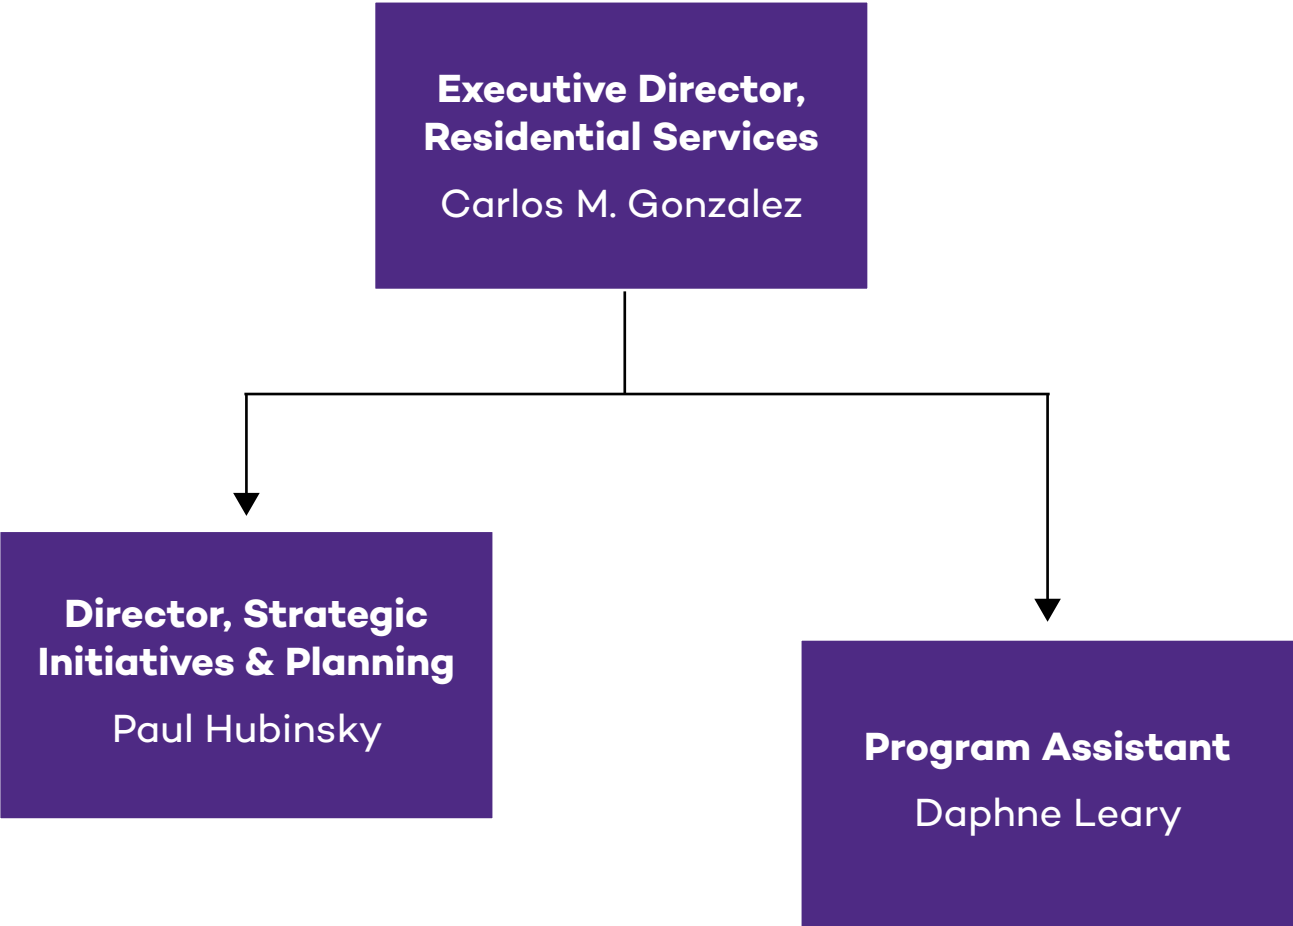 Executive Director,
Residential Services
Carlos M. Gonzalez
Director, Strategic
Initiatives & Planning
Paul Hubinsky
Program Assistant
Daphne Leary